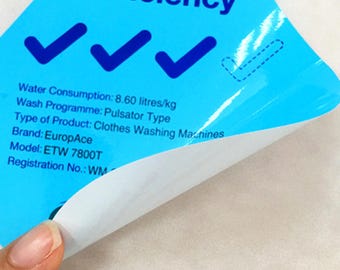 Water Consumption: 8.60 litres/kg
Wash Programme: Pulsator Type
Type of Product: Clothes Washing Machines
Brand: EuropAce
Model: ETW 7800T
Registration No.: WM